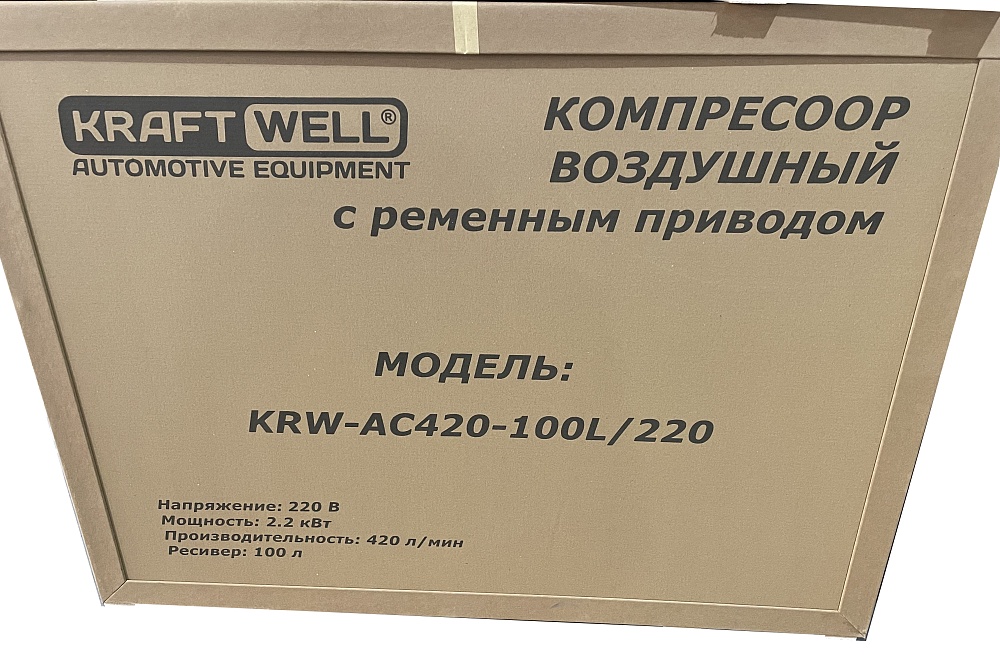 KRAFT WELL®
AUTOMOTIVE EQUIPMENT
КОМПРЕСООР
ВОЗДУШНЫЙ
с ременным приводом
МОДЕЛЬ:
KRW-AC420-100L/220
Напряжение: 220 В
Мощность: 2.2 кВт
Производительность: 420 л/мин
Ресивер: 100 л